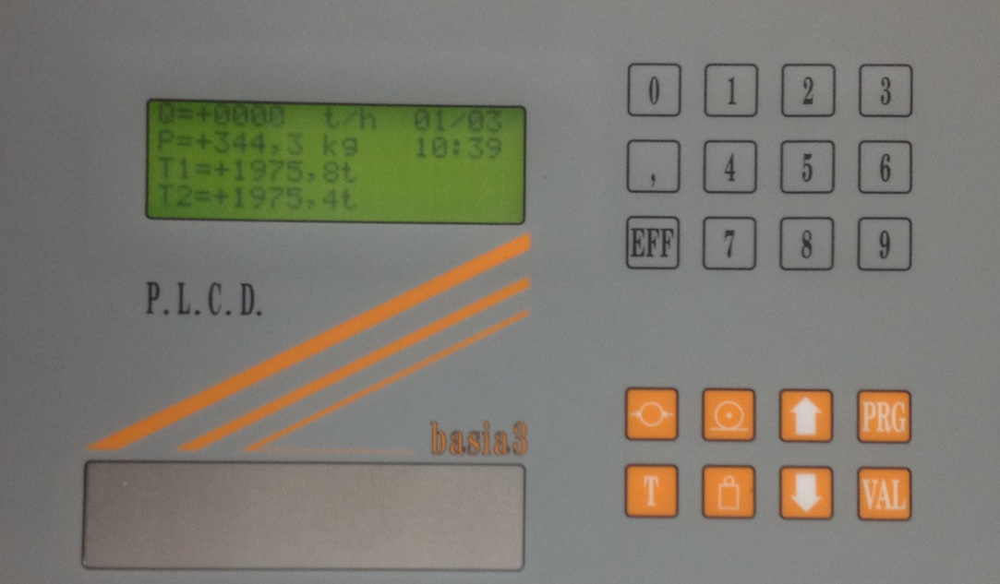 Q=+0000 t/h 01/03
P=+344,3 kg 10:39
T1=+1975,8t
T2=+1975,4t
P.L.C.D.
basia3
0 1 2 3
, 4 5 6
EFF 7 8 9
PRG
T VAL